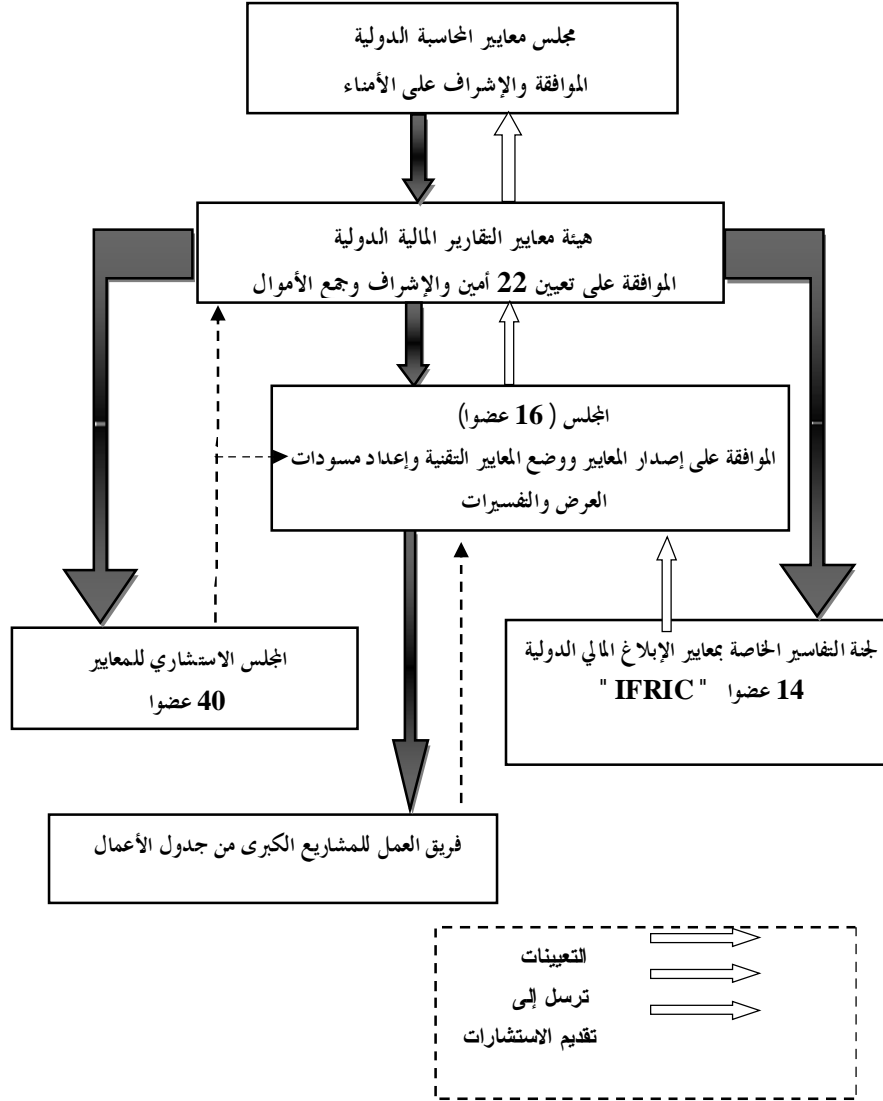 مجلس معايير المحاسبة الدولية
الموافقة والإشراف على الأمناء
هيئة معايير التقارير المالية الدولية
الموافقة على تعيين 22 أمين والإشراف وجمع الأموال
المجلس ( 16 عضوا)
الموافقة على إصدار المعايير ووضع المعايير التقنية وإعداد مسودات
العرض والتفسيرات
لجنة التفاسير الخاصة بمعايير الإبلاغ المالي الدولية
14 عضوا " IFRIC "
المجلس الاستشاري للمعايير
40 عضوا
فريق العمل للمشاريع الكبرى من جدول الأعمال
التعيينات
ترسل إلى
تقديم الاستشارات